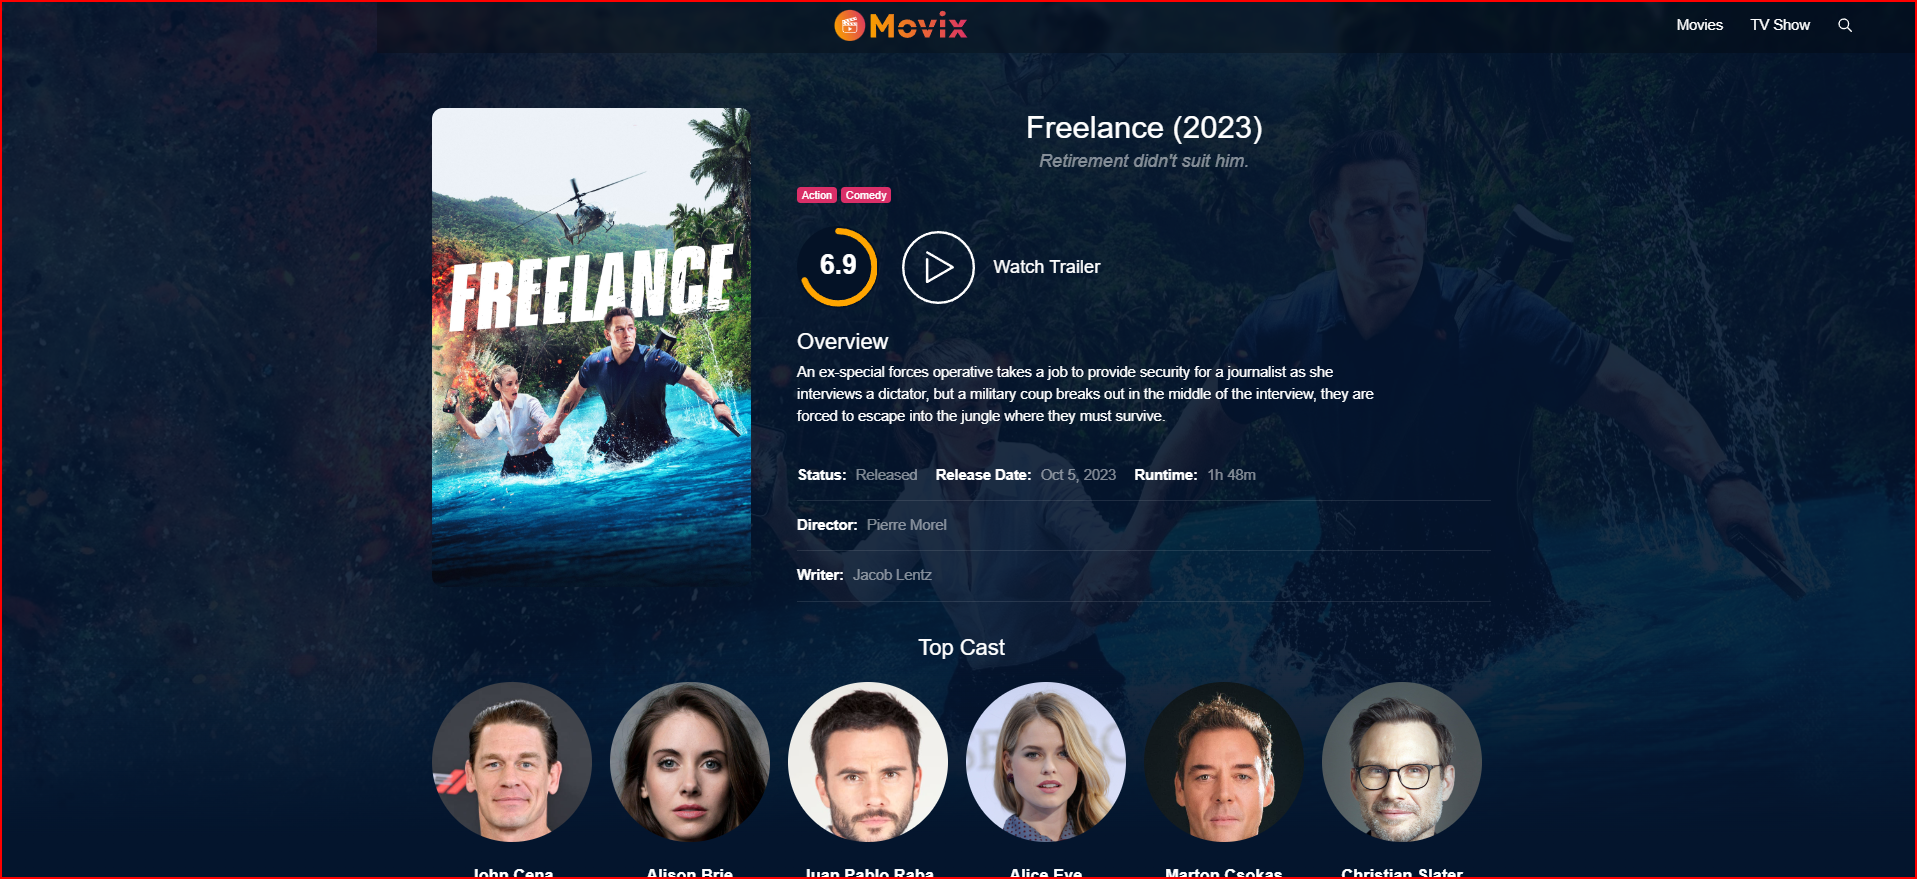 Movix
Movies
TV Show
FREELANCE
Freelance (2023)
Retirement didn't suit him.
Action
Comedy
6.9
Watch Trailer
Overview
An ex-special forces operative takes a job to provide security for a journalist as she
interviews a dictator, but a military coup breaks out in the middle of the interview, they are
forced to escape into the jungle where they must survive.
Status: Released Release Date: Oct 5, 2023 Runtime: 1h 48m
Director: Pierre Morel
Writer: Jacob Lentz
Top Cast
John Cena
Alison Brie
Juan Pablo Raba
Alice Eve
Marton Csokas
Christian Slater